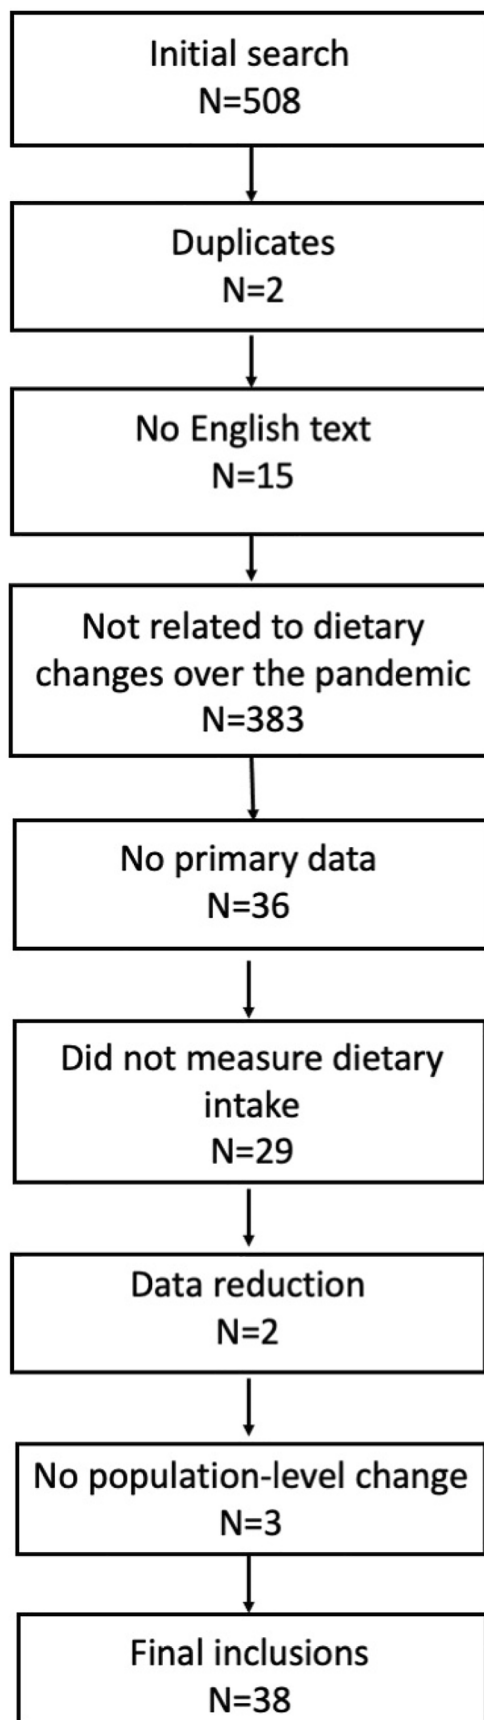 Initial search
N=508
Duplicates
N=2
No English text
N=15
Not related to dietary
changes over the pandemic
N=383
No primary data
N=36
Did not measure dietary
intake
N=29
Data reduction
N=2
No population-level change
N=3
Final inclusions
N=38